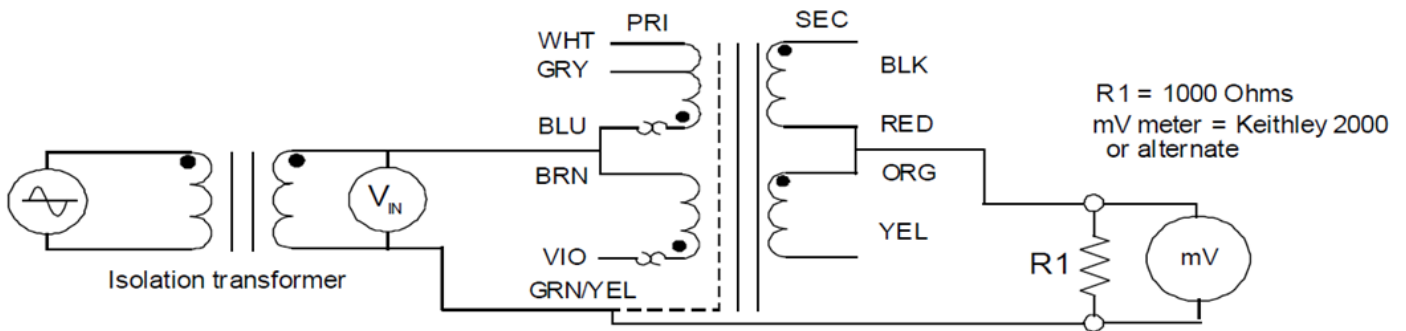 PRI
SEC
WHT
GRY
BLK
BLU
RED
R1 = 1000 Ohms
mV meter = Keithley 2000
or alternate
BRN
ORG
VIN
VIO
YEL
R1
mV
Isolation transformer
GRN/YEL